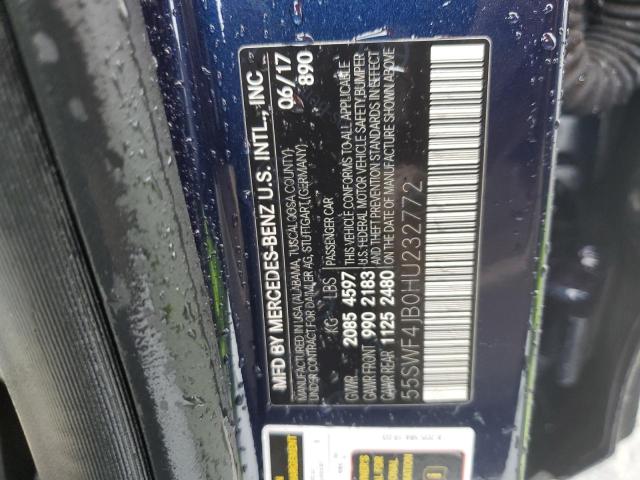 MFD BY MERCEDES-BENZ U.S. INTL., INC 06/17
MANUFACTURED IN USA (ALABAMA, TUSCALOOSA COUNTY) 890
UNDER CONTRACT FOR DAIMLER AG, STUTTGART, (GERMANY)
PASSENGER CAR
KG LBS THIS VEHICLE CONFORMS TO ALL APPLICABLE
GVWR 2085 4597 U.S. FEDERAL MOTOR VEHICLE SAFETY, BUMPER
GAWR FRONT 990 2183 AND THEFT PREVENTION STANDARDS IN EFFECT
GAWR REAR 1125 2480 ON THE DATE OF MANUFACTURE SHOWN ABOVE
55SWF4JB0HU232772